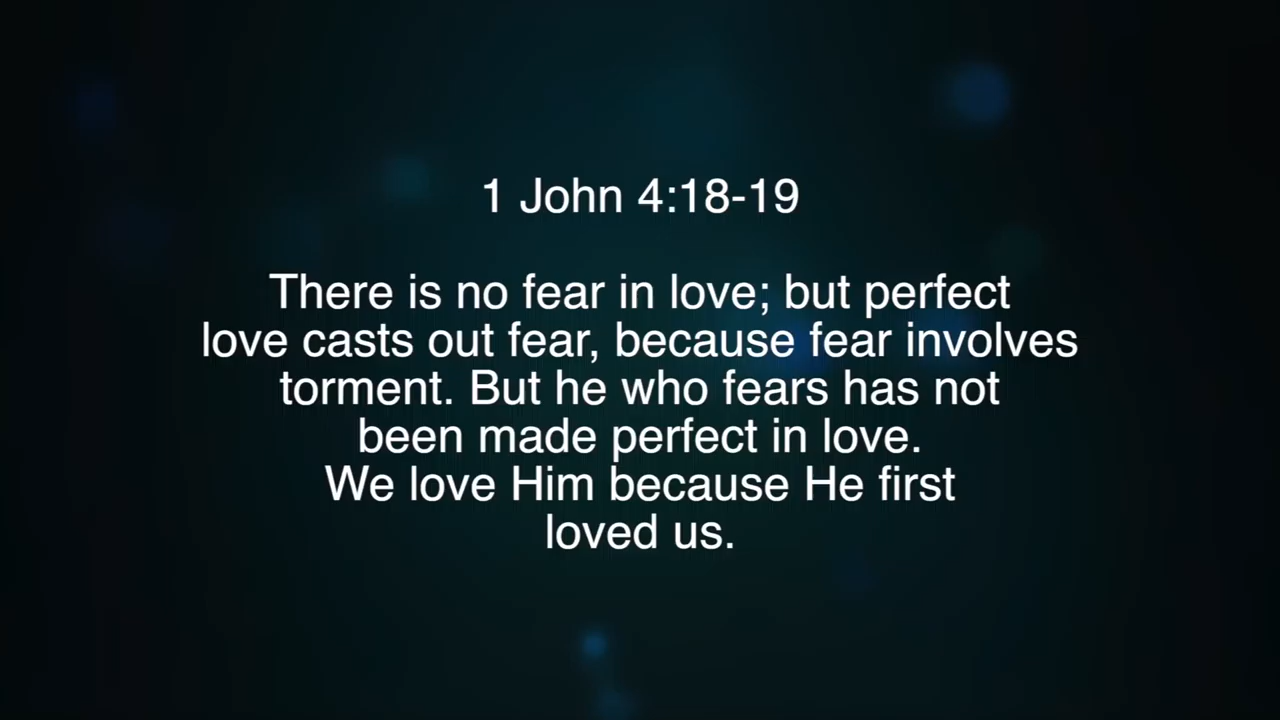 1 John 4:18-19
There is no fear in love; but perfect
love casts out fear, because fear involves
torment. But he who fears has not
been made perfect in love.
We love Him because He first
loved us.